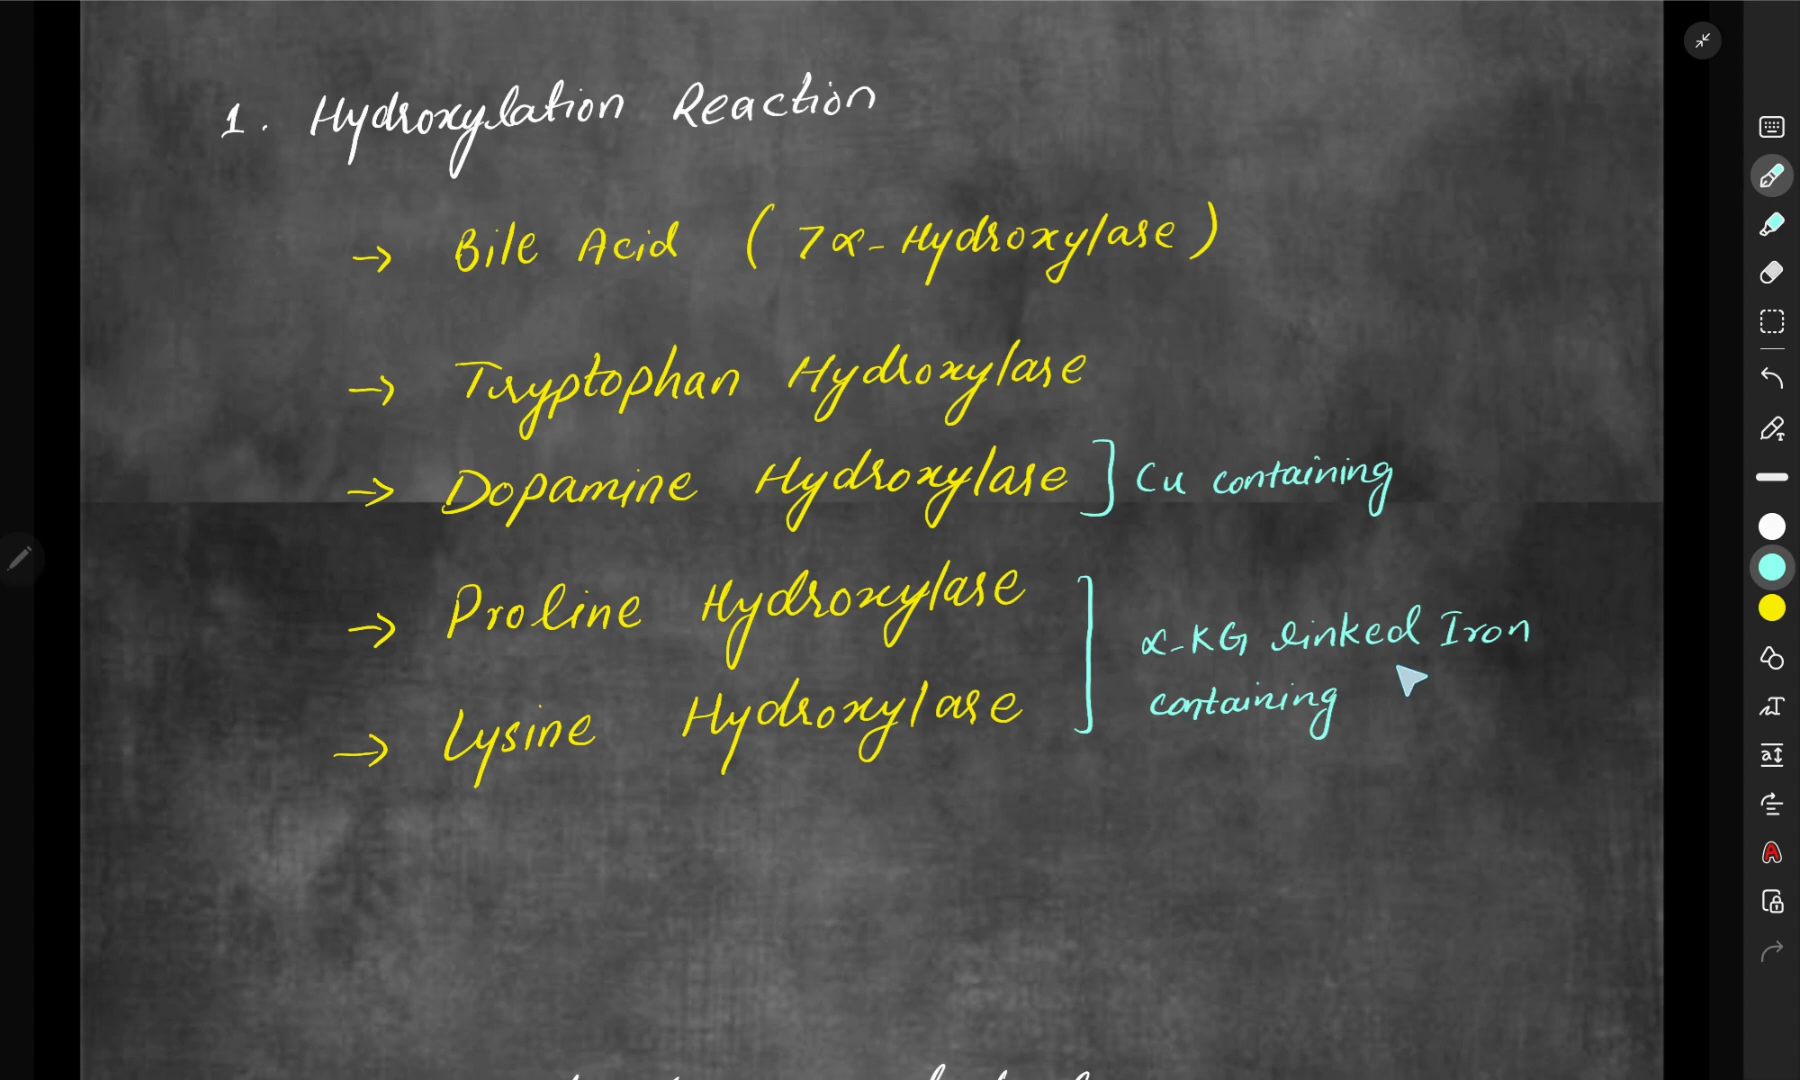 1. Hydroxylation Reaction
→ Bile Acid (7α-Hydroxylase)
→ Tryptophan Hydroxylase
→ Dopamine Hydroxylase ] Cu containing
→ Proline Hydroxylase
→ Lysine Hydroxylase
α-KG linked Iron
containing